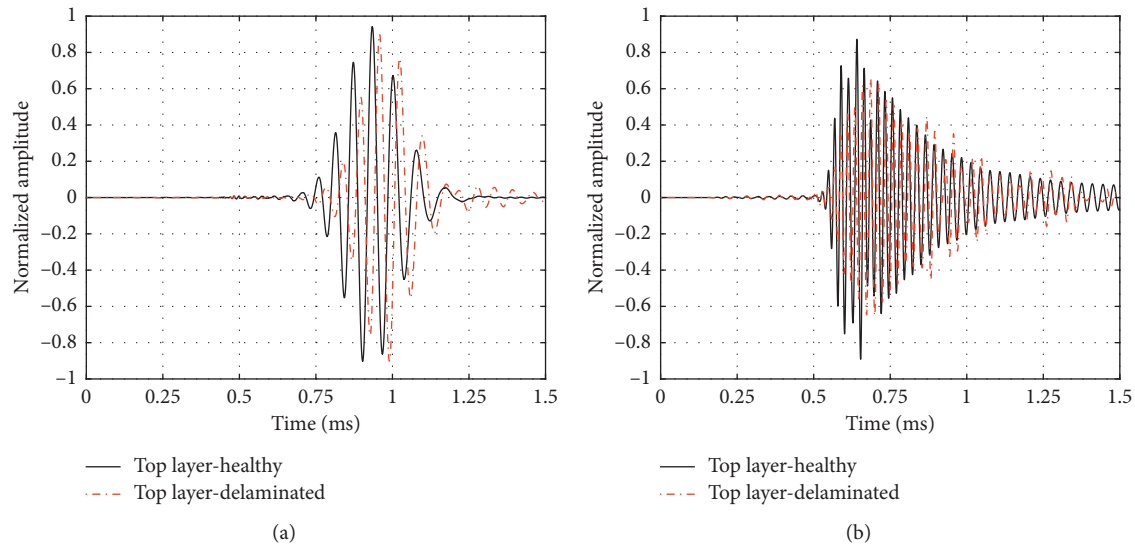 1
0.8
0.6
0.4
0.2
0
−0.2
−0.4
−0.6
−0.8
−1
Normalized amplitude
0 0.25 0.5 0.75 1 1.25 1.5
Time (ms)
Top layer-healthy
Top layer-delaminated
(a)
1
0.8
0.6
0.4
0.2
0
−0.2
−0.4
−0.6
−0.8
−1
Normalized amplitude
0 0.25 0.5 0.75 1 1.25 1.5
Time (ms)
Top layer-healthy
Top layer-delaminated
(b)